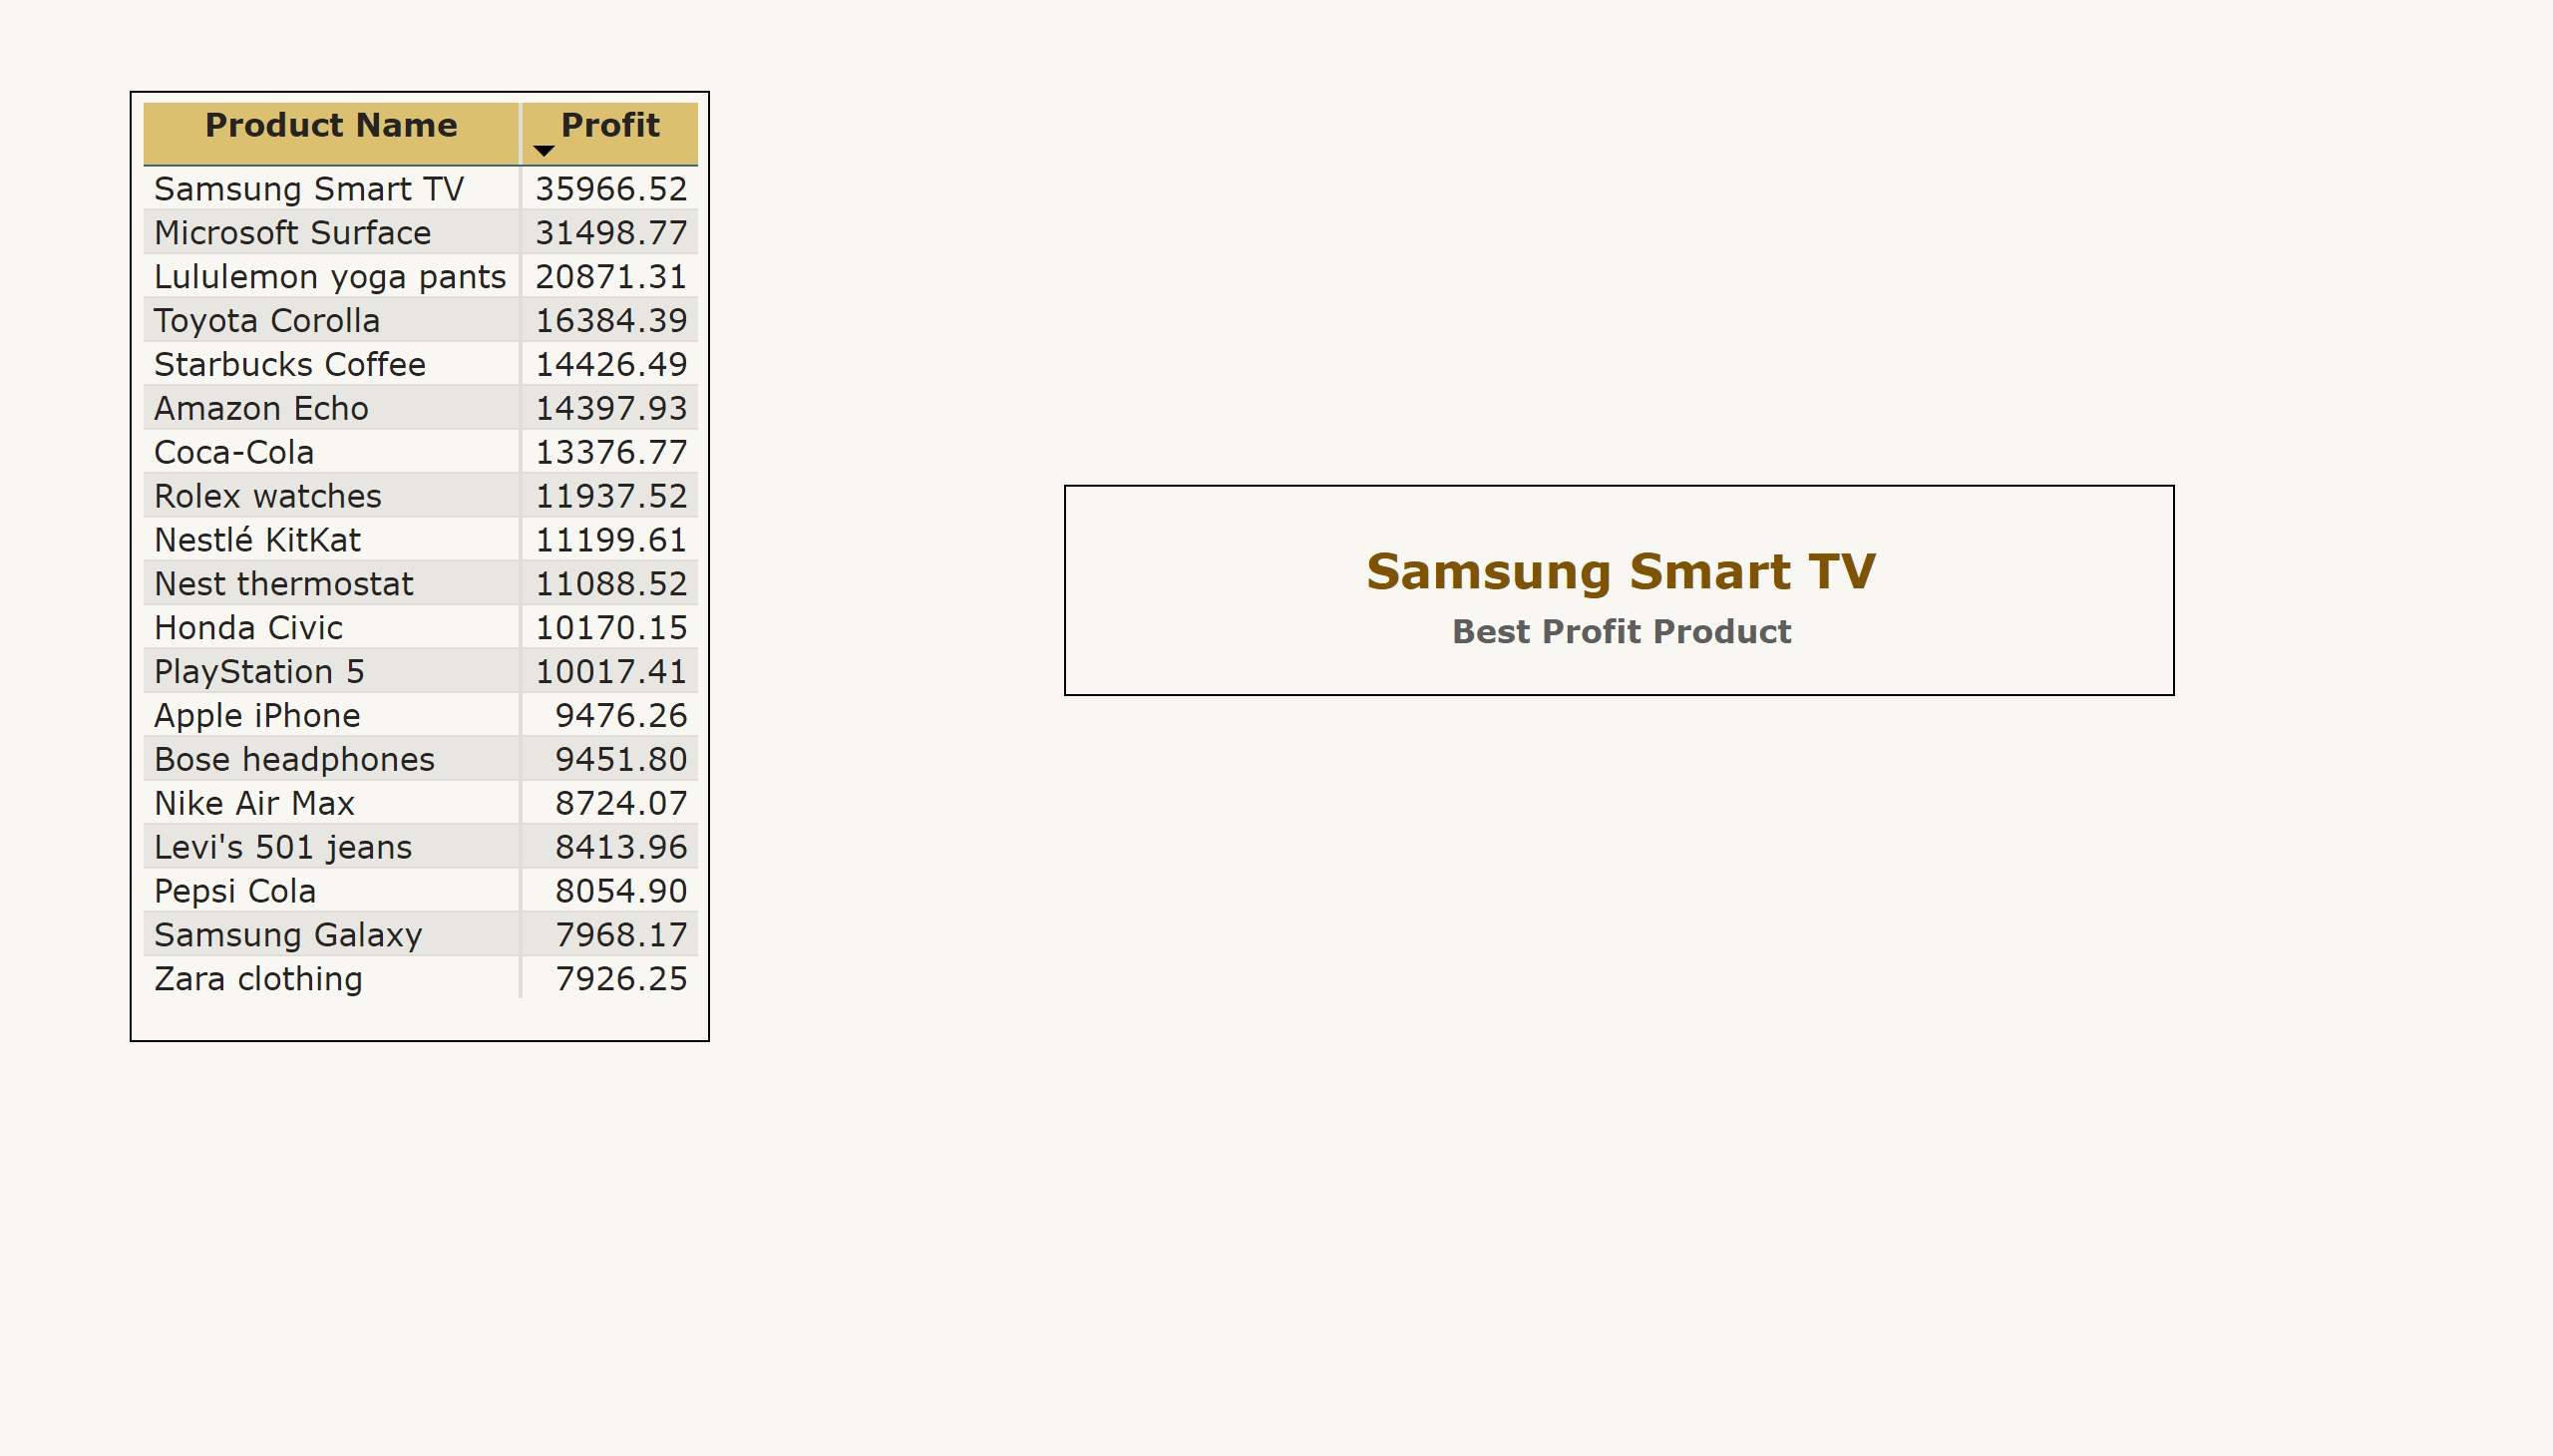 Product Name Profit
Samsung Smart TV 35966.52
Microsoft Surface 31498.77
Lululemon yoga pants 20871.31
Toyota Corolla 16384.39
Starbucks Coffee 14426.49
Amazon Echo 14397.93
Coca-Cola 13376.77
Rolex watches 11937.52
Nestlé KitKat 11199.61
Nest thermostat 11088.52
Honda Civic 10170.15
PlayStation 5 10017.41
Apple iPhone 9476.26
Bose headphones 9451.80
Nike Air Max 8724.07
Levi's 501 jeans 8413.96
Pepsi Cola 8054.90
Samsung Galaxy 7968.17
Zara clothing 7926.25
Samsung Smart TV
Best Profit Product